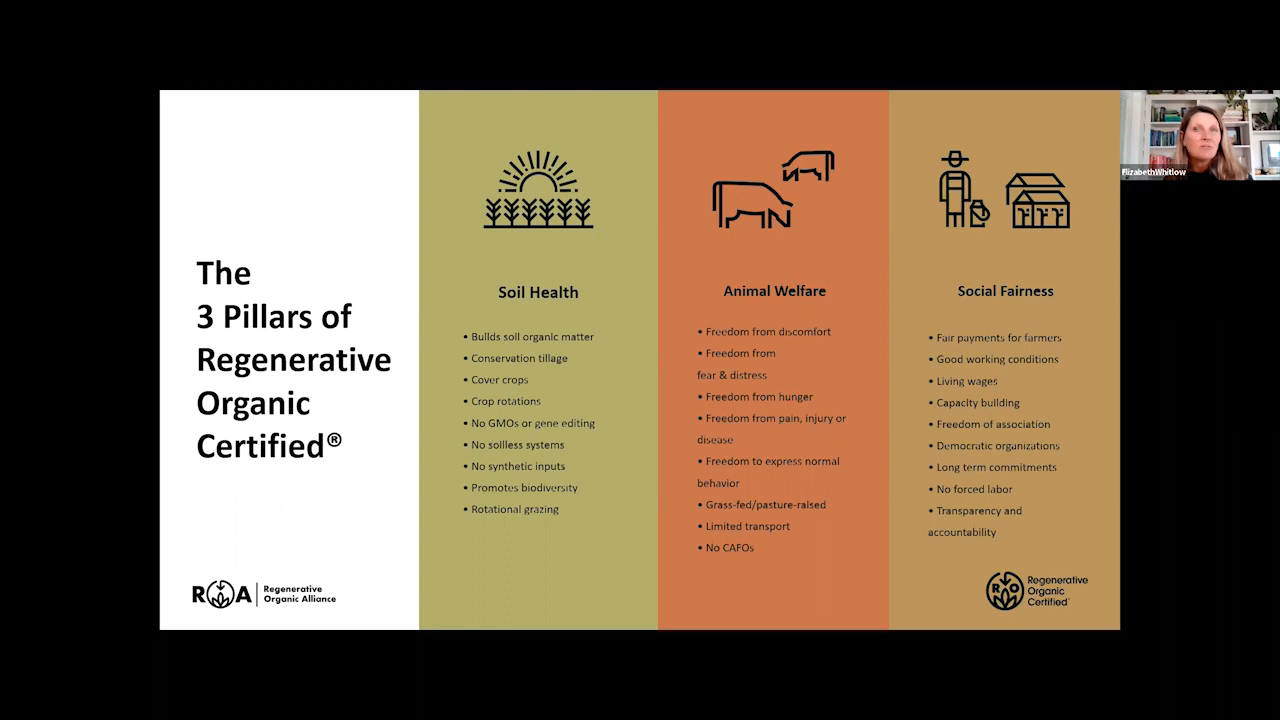 The
3 Pillars of
Regenerative
Organic
Certified®
Soil Health
• Builds soil organic matter
• Conservation tillage
• Cover crops
• Crop rotations
• No GMOs or gene editing
• No soilless systems
• No synthetic inputs
• Promotes biodiversity
• Rotational grazing
Animal Welfare
• Freedom from discomfort
• Freedom from
fear & distress
• Freedom from hunger
• Freedom from pain, injury or
disease
• Freedom to express normal
behavior
• Grass-fed/pasture-raised
• Limited transport
• No CAFOs
Social Fairness
• Fair payments for farmers
• Good working conditions
• Living wages
• Capacity building
• Freedom of association
• Democratic organizations
• Long term commitments
• No forced labor
• Transparency and
accountability
ROA
Regenerative
Organic Alliance
RO
Regenerative
Organic
Certified™
ElizabethWhitlow